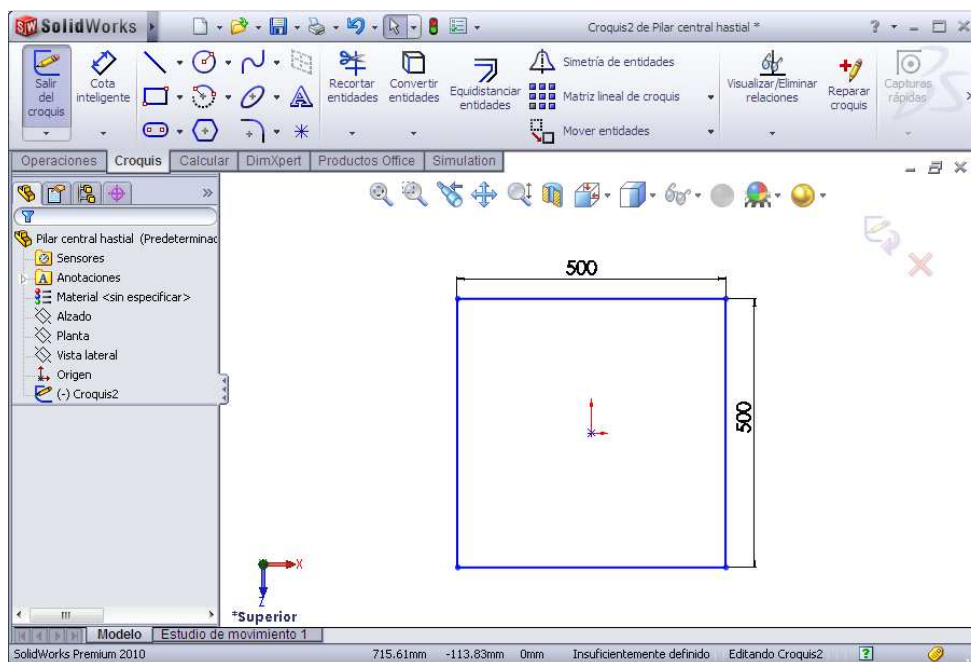 SolidWorks
Croquis2 de Pilar central hastial *
Salir del croquis
Cota inteligente
Recortar entidades
Convertir entidades
Equidistanciar entidades
Simetría de entidades
Matriz lineal de croquis
Mover entidades
Visualizar/Eliminar relaciones
Reparar croquis
Capturas rápidas
Operaciones Croquis Calcular DimXpert Productos Office Simulation
Pilar central hastial (Predeterminac
Sensores
Anotaciones
Material <sin especificar>
Alzado
Planta
Vista lateral
Origen
(-) Croquis2
500
500
X
Z
*Superior
Modelo Estudio de movimiento 1
SolidWorks Premium 2010 715.61mm -113.83mm 0mm Insuficientemente definido Editando Croquis2